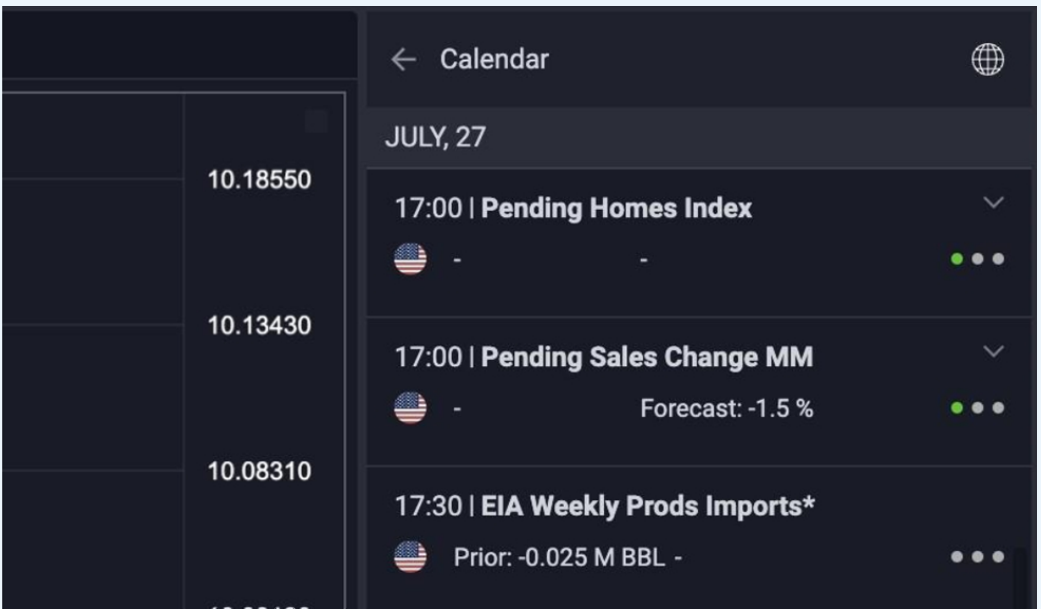 Calendar
JULY, 27
10.18550
17:00 | Pending Homes Index
- -
10.13430
17:00 | Pending Sales Change MM
- Forecast: -1.5 %
10.08310
17:30 | EIA Weekly Prods Imports*
Prior: -0.025 M BBL -